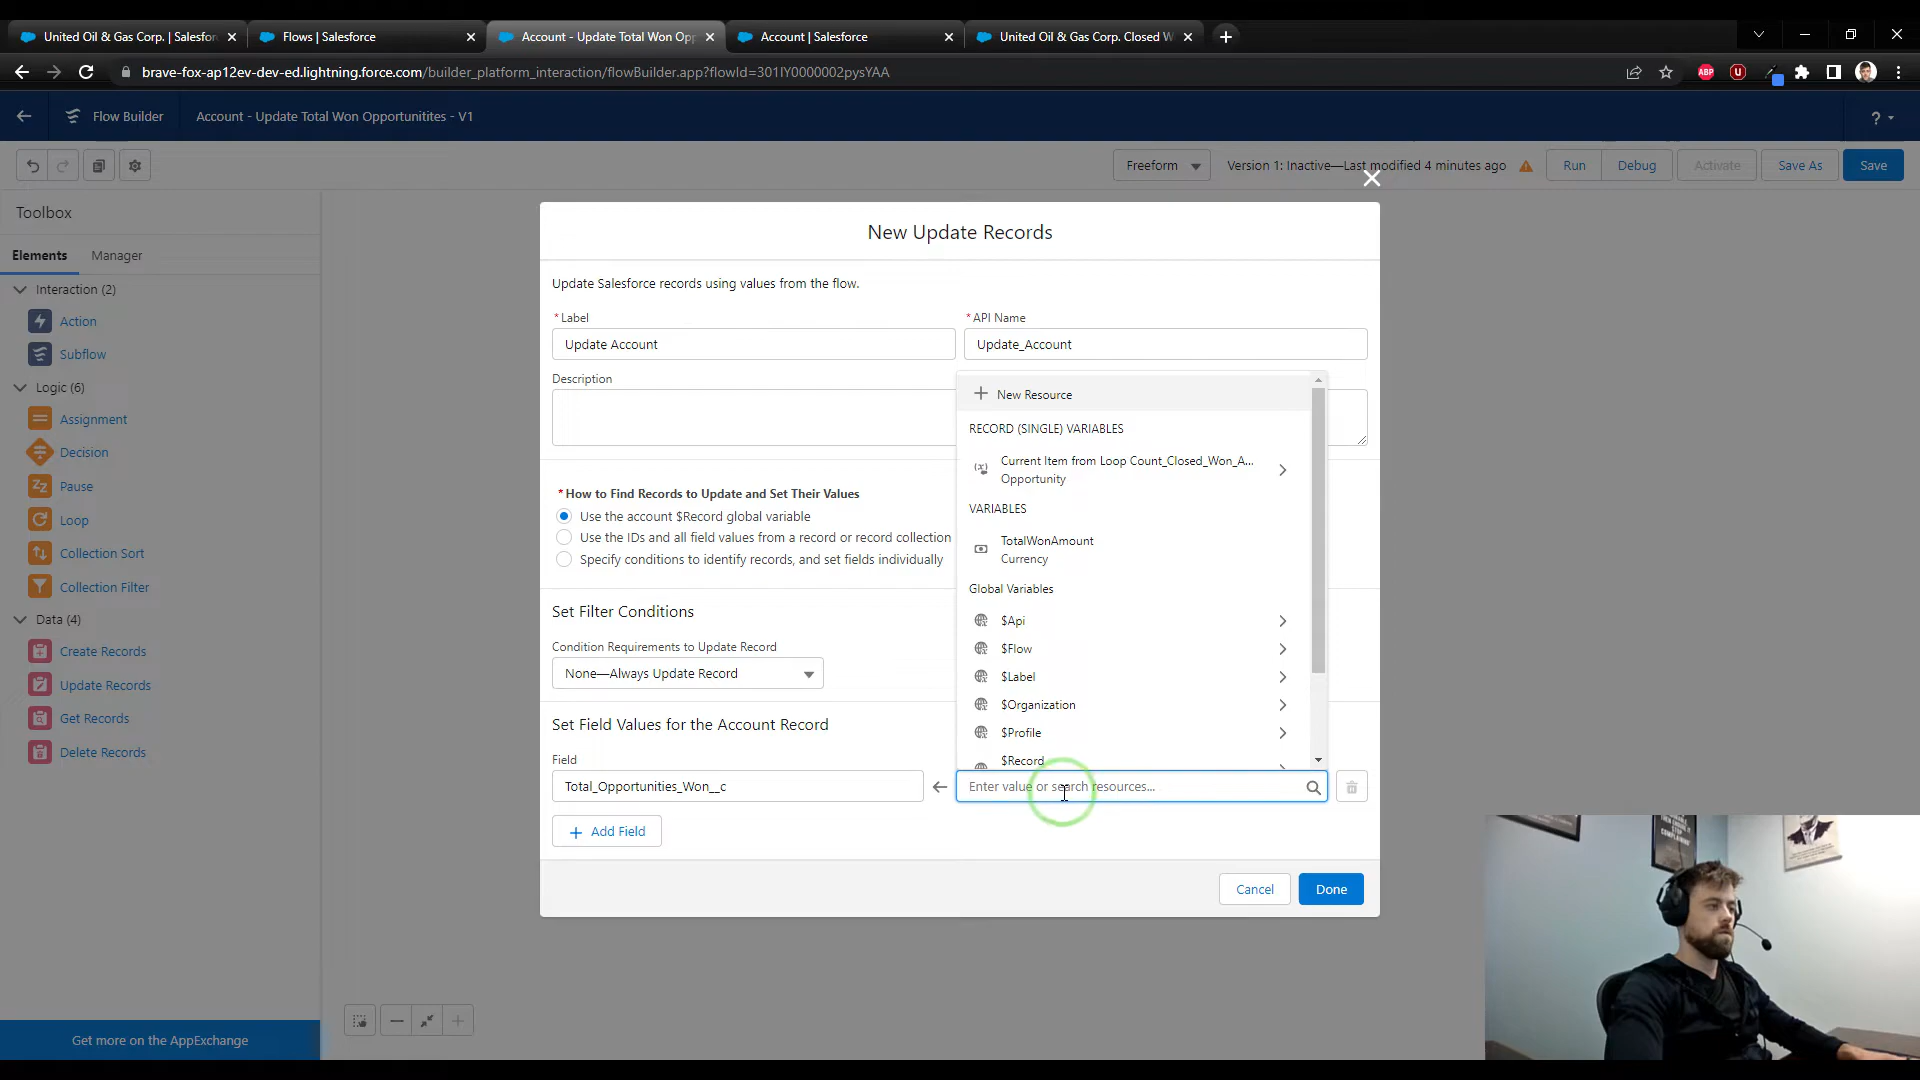 United Oil & Gas Corp. | Salesfor
Flows | Salesforce
Account - Update Total Won Opp
Account | Salesforce
United Oil & Gas Corp. Closed W
brave-fox-ap12ev-dev-ed.lightning.force.com/builder_platform_interaction/flowBuilder.app?flowId=301IY0000002pysYAA
ABP
Flow Builder
Account - Update Total Won Opportunitites - V1
?
Freeform
Version 1: Inactive—Last modified 4 minutes ago
Run
Debug
Activate
Save As
Save
Toolbox
Elements
Manager
Interaction (2)
Action
Subflow
Logic (6)
Assignment
Decision
Pause
Loop
Collection Sort
Collection Filter
Data (4)
Create Records
Update Records
Get Records
Delete Records
Get more on the AppExchange
New Update Records
Update Salesforce records using values from the flow.
* Label
* API Name
Update Account
Update_Account
Description
* How to Find Records to Update and Set Their Values
Use the account $Record global variable
Use the IDs and all field values from a record or record collection
Specify conditions to identify records, and set fields individually
Set Filter Conditions
Condition Requirements to Update Record
None—Always Update Record
Set Field Values for the Account Record
Field
Total_Opportunities_Won__c
New Resource
RECORD (SINGLE) VARIABLES
Current Item from Loop Count_Closed_Won_A...
Opportunity
VARIABLES
TotalWonAmount
Currency
Global Variables
$Api
$Flow
$Label
$Organization
$Profile
$Record
Enter value or search resources...
+ Add Field
Cancel
Done